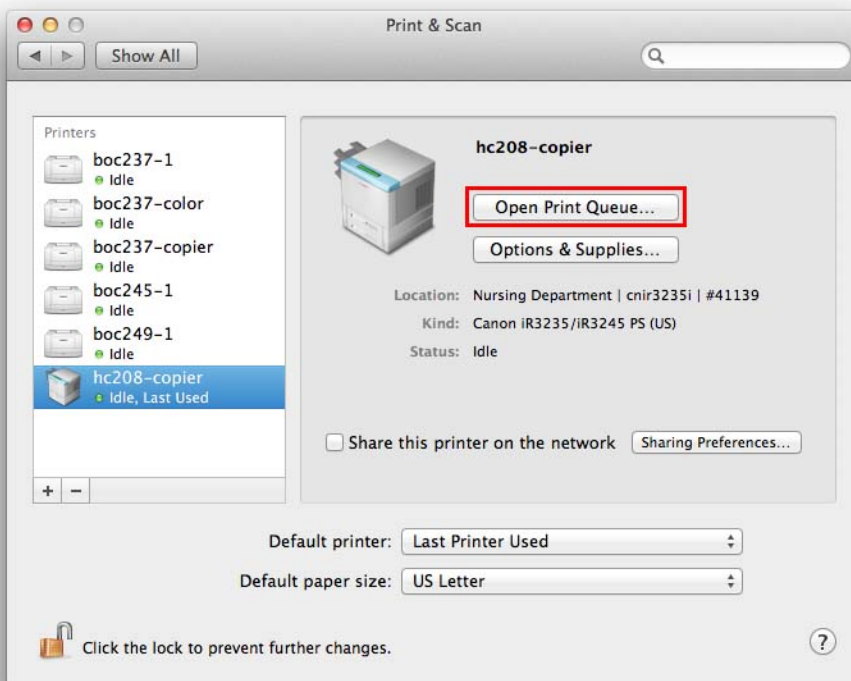 Print & Scan
Show All
Printers
boc237-1
Idle
boc237-color
Idle
boc237-copier
Idle
boc245-1
Idle
boc249-1
Idle
hc208-copier
Idle, Last Used
+ −
hc208-copier
Open Print Queue...
Options & Supplies...
Location: Nursing Department | cnir3235i | #41139
Kind: Canon iR3235/iR3245 PS (US)
Status: Idle
Share this printer on the network Sharing Preferences...
Default printer: Last Printer Used
Default paper size: US Letter
Click the lock to prevent further changes.
?